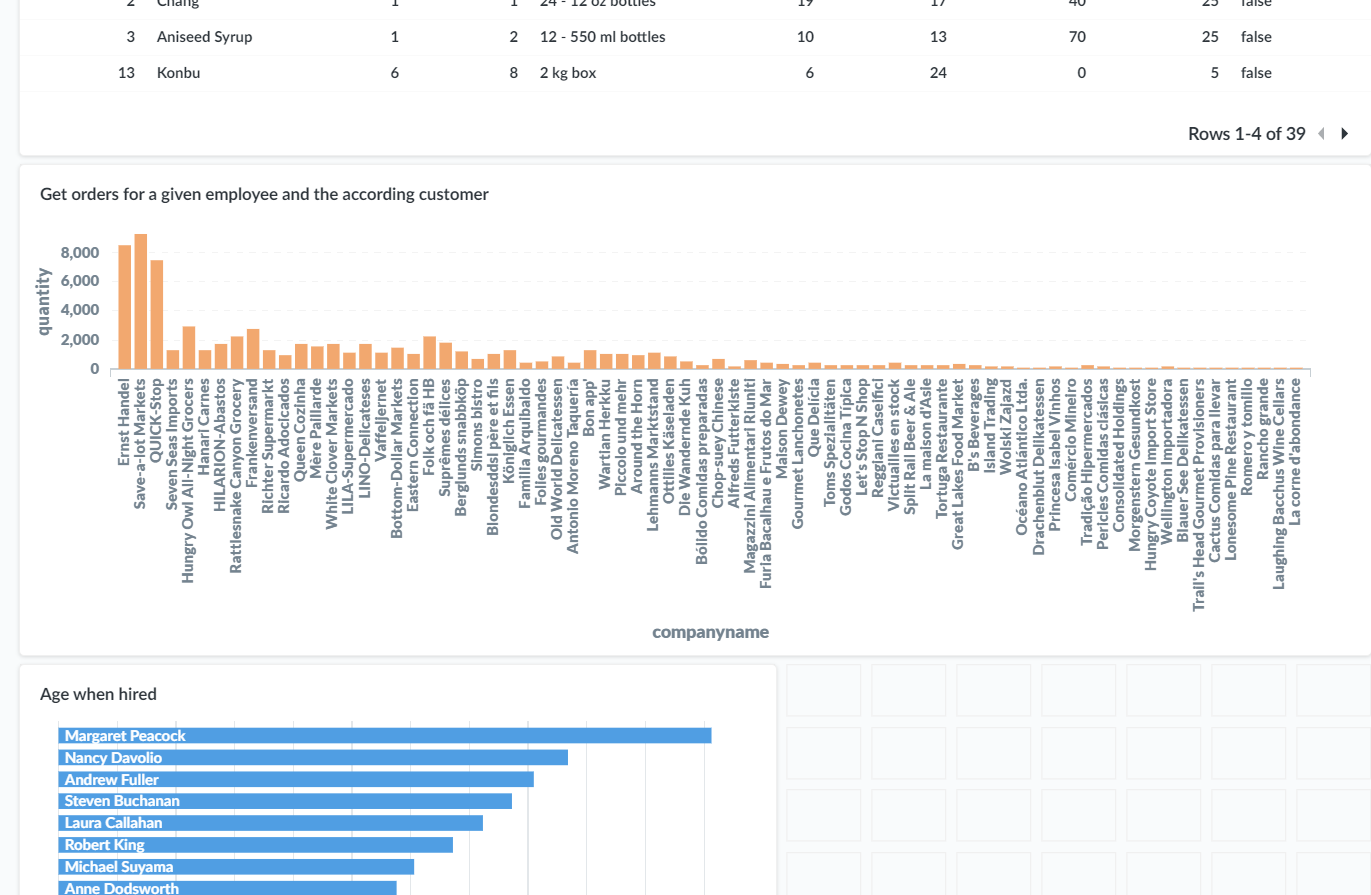 2 Chang 1 1 24 - 12 oz bottles 19 17 40 25 false
3 Aniseed Syrup 1 2 12 - 550 ml bottles 10 13 70 25 false
13 Konbu 6 8 2 kg box 6 24 0 5 false
Rows 1-4 of 39
Get orders for a given employee and the according customer
quantity
8,000
6,000
4,000
2,000
0
Ernst Handel
Save-a-lot Markets
QUICK-Stop
Seven Seas Imports
Hungry Owl All-Night Grocers
Hanari Carnes
HILARION-Abastos
Rattlesnake Canyon Grocery
Frankenversand
Richter Supermarkt
Ricardo Adocicados
Queen Cozinha
Mère Paillarde
White Clover Markets
LILA-Supermercado
LINO-Delicateses
Vaffeljernet
Bottom-Dollar Markets
Eastern Connection
Folk och fä HB
Suprêmes délices
Berglunds snabbköp
Simons bistro
Blondesddsl père et fils
Königlich Essen
Familia Arquibaldo
Folies gourmandes
Old World Delicatessen
Antonio Moreno Taquería
Bon app'
Wartian Herkku
Piccolo und mehr
Around the Horn
Lehmanns Marktstand
Ottilies Käseladen
Die Wandernde Kuh
Bólido Comidas preparadas
Chop-suey Chinese
Alfreds Futterkiste
Magazzini Alimentari Riuniti
Furia Bacalhau e Frutos do Mar
Maison Dewey
Gourmet Lanchonetes
Que Delícia
Toms Spezialitäten
Godos Cocina Típica
Let's Stop N Shop
Reggiani Caseifici
Victuailles en stock
Split Rail Beer & Ale
La maison d'Asie
Tortuga Restaurante
Great Lakes Food Market
B's Beverages
Island Trading
Wolski Zajazd
Océano Atlántico Ltda.
Drachenblut Delikatessen
Princesa Isabel Vinhos
Comércio Mineiro
Tradição Hipermercados
Pericles Comidas clásicas
Consolidated Holdings
Morgenstern Gesundkost
Hungry Coyote Import Store
Wellington Importadora
Blauer See Delikatessen
Trail's Head Gourmet Provisioners
Cactus Comidas para llevar
Lonesome Pine Restaurant
Romero y tomillo
Rancho grande
Laughing Bacchus Wine Cellars
La corne d'abondance
companyname
Age when hired
Margaret Peacock
Nancy Davolio
Andrew Fuller
Steven Buchanan
Laura Callahan
Robert King
Michael Suyama
Anne Dodsworth